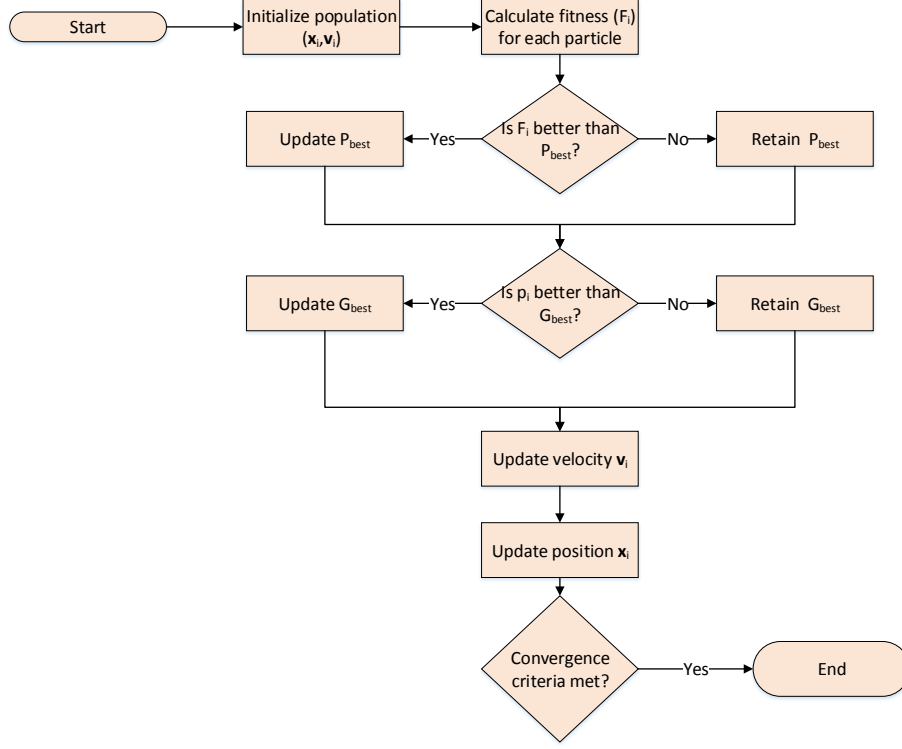 Start
Initialize population
(xᵢ,vᵢ)
Calculate fitness (Fᵢ)
for each particle
Is Fᵢ better than
Pbest?
Yes
No
Update Pbest
Retain Pbest
Is pᵢ better than
Gbest?
Yes
No
Update Gbest
Retain Gbest
Update velocity vᵢ
Update position xᵢ
Convergence
criteria met?
Yes
End